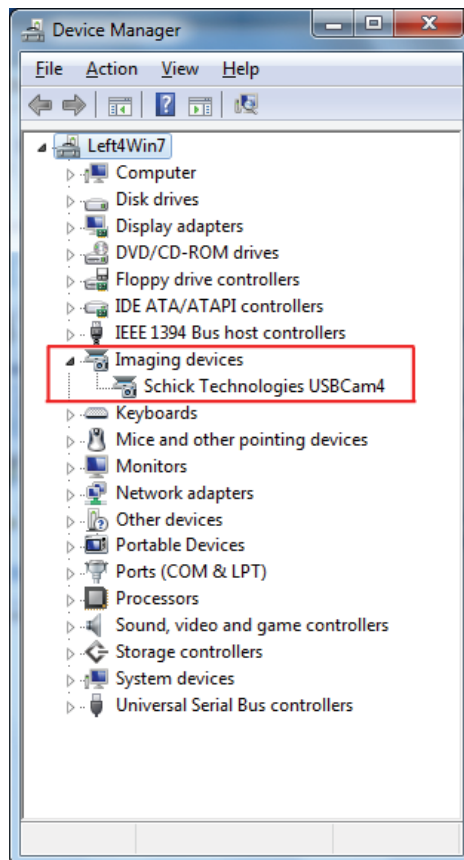 Device Manager
File Action View Help
Left4Win7
Computer
Disk drives
Display adapters
DVD/CD-ROM drives
Floppy drive controllers
IDE ATA/ATAPI controllers
IEEE 1394 Bus host controllers
Imaging devices
Schick Technologies USBCam4
Keyboards
Mice and other pointing devices
Monitors
Network adapters
Other devices
Portable Devices
Ports (COM & LPT)
Processors
Sound, video and game controllers
Storage controllers
System devices
Universal Serial Bus controllers